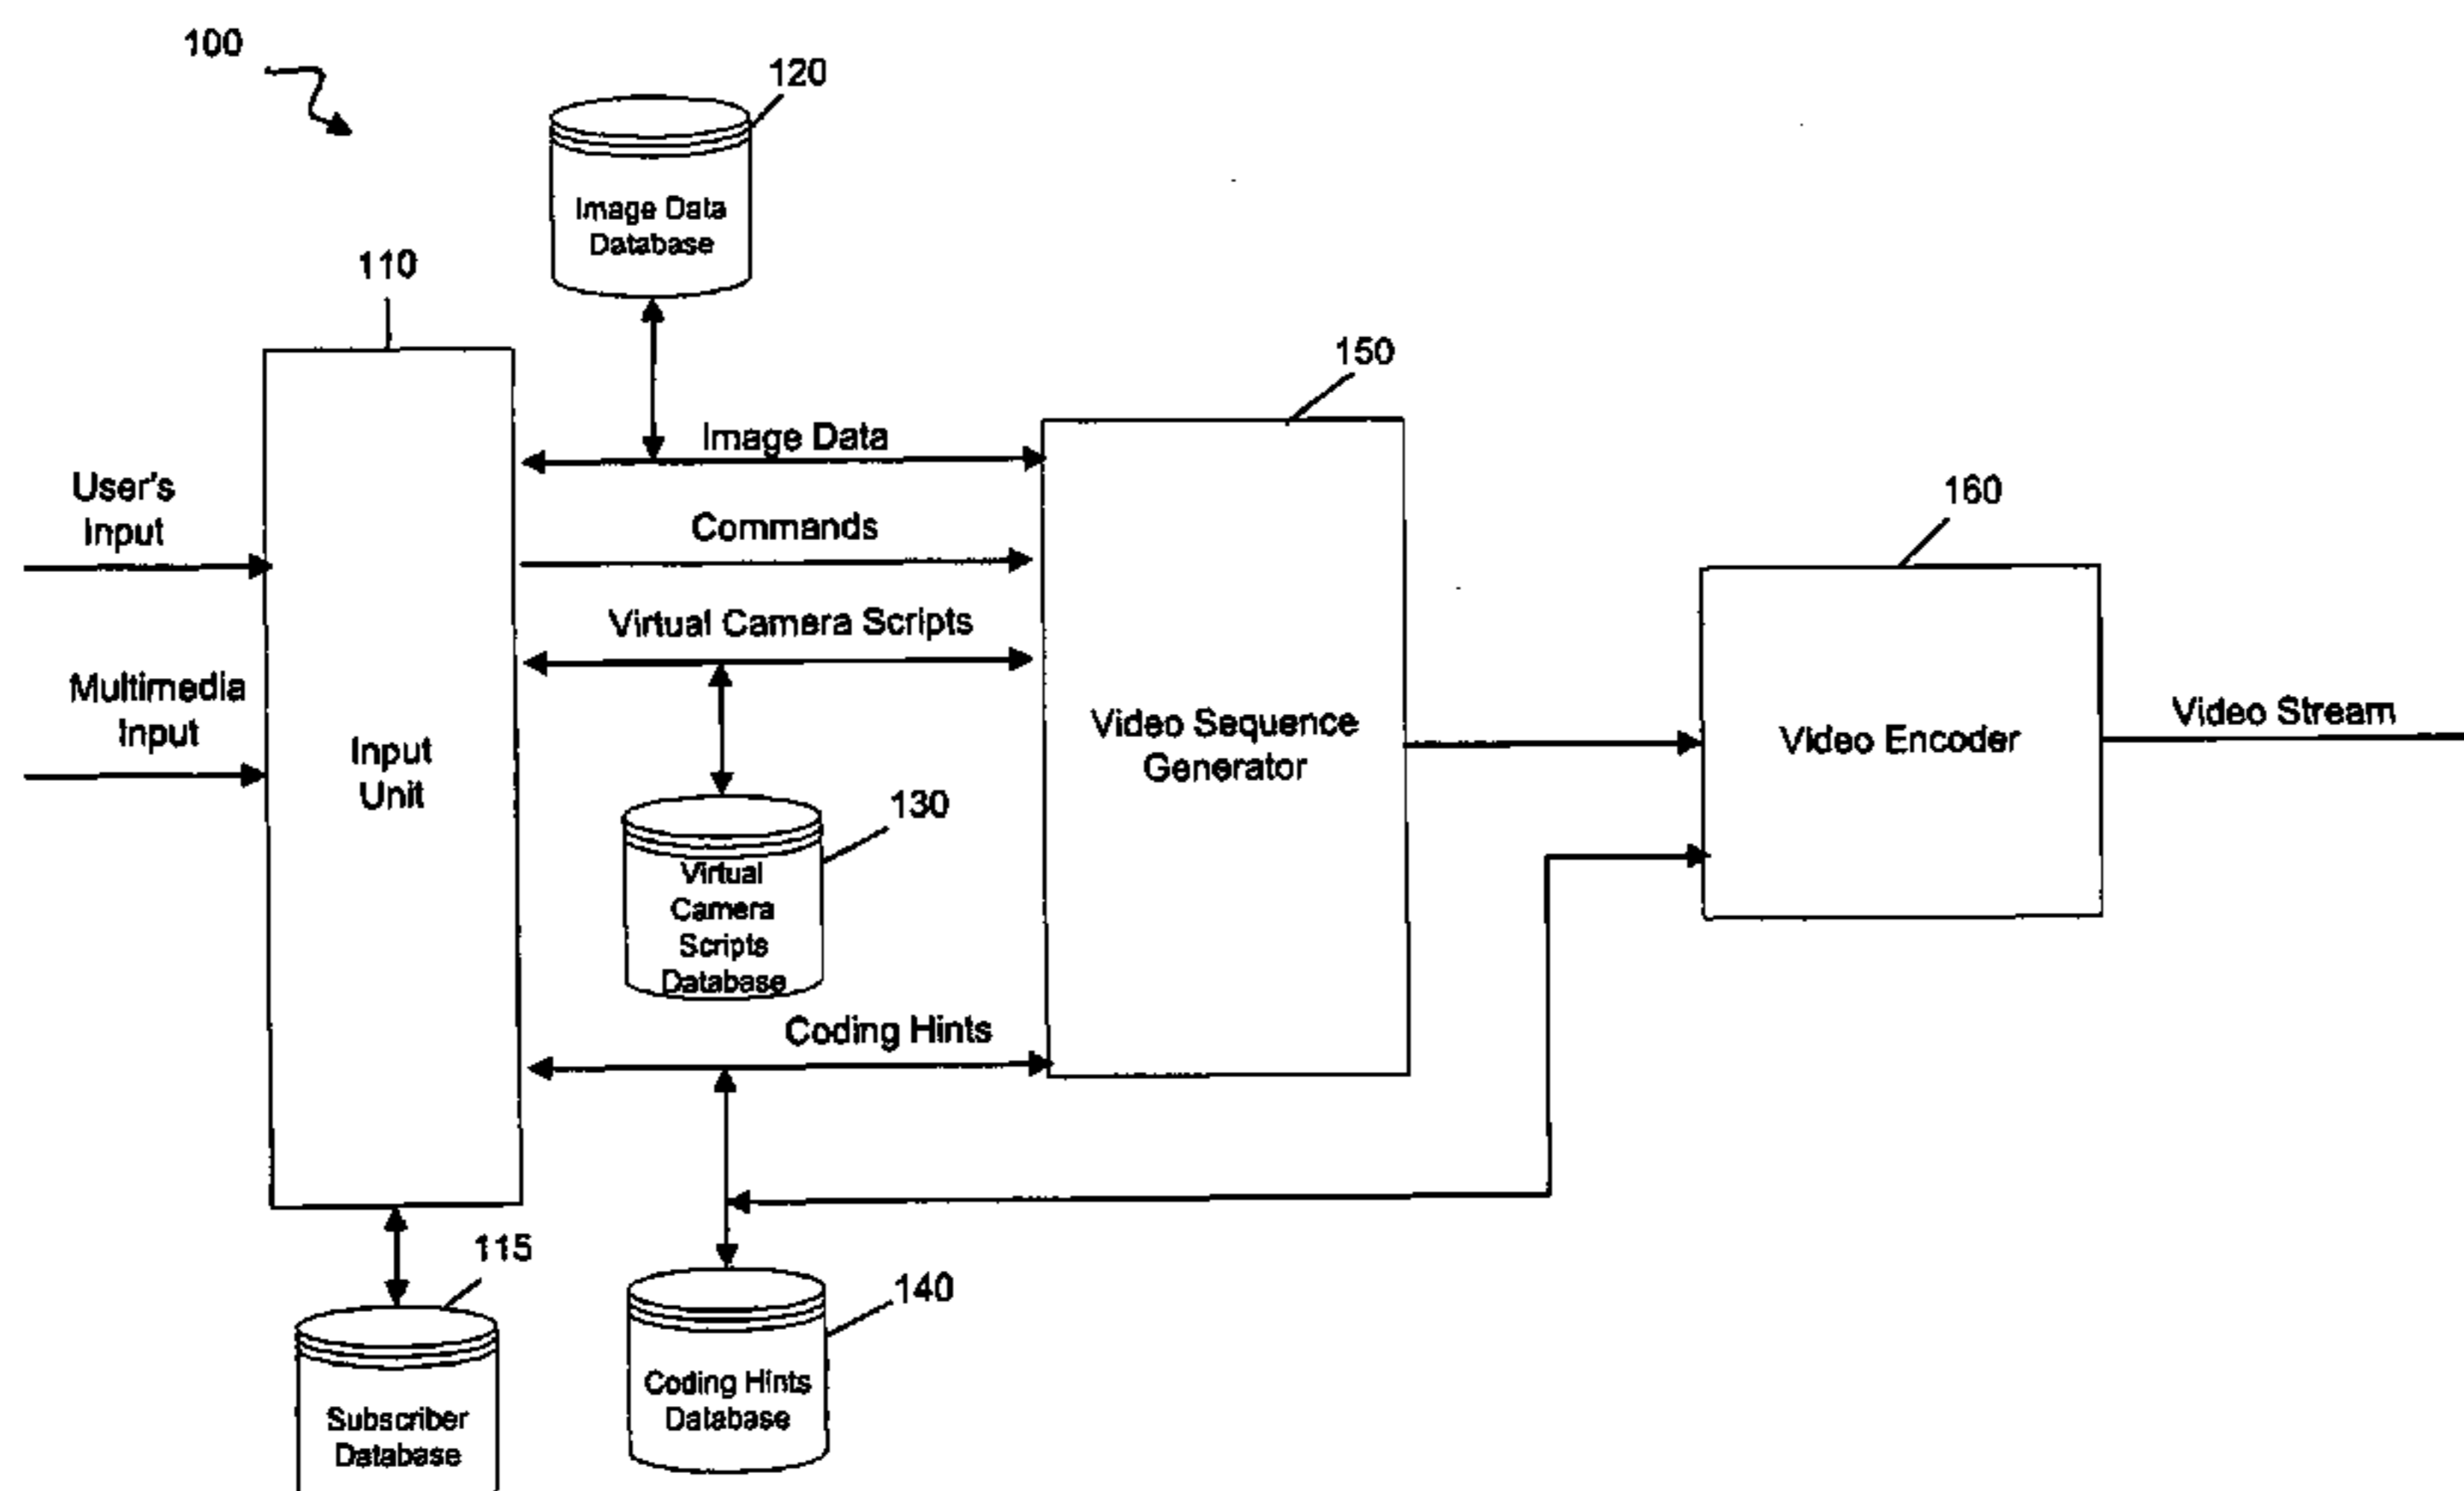 100
120
Image Data
Database
110
150
Image Data
User's
Input
Commands
160
Virtual Camera Scripts
Multimedia
Input
Input
Unit
Video Sequence
Generator
Video Encoder
Video Stream
130
Virtual
Camera
Scripts
Database
Coding Hints
115
140
Coding Hints
Database
Subscriber
Database